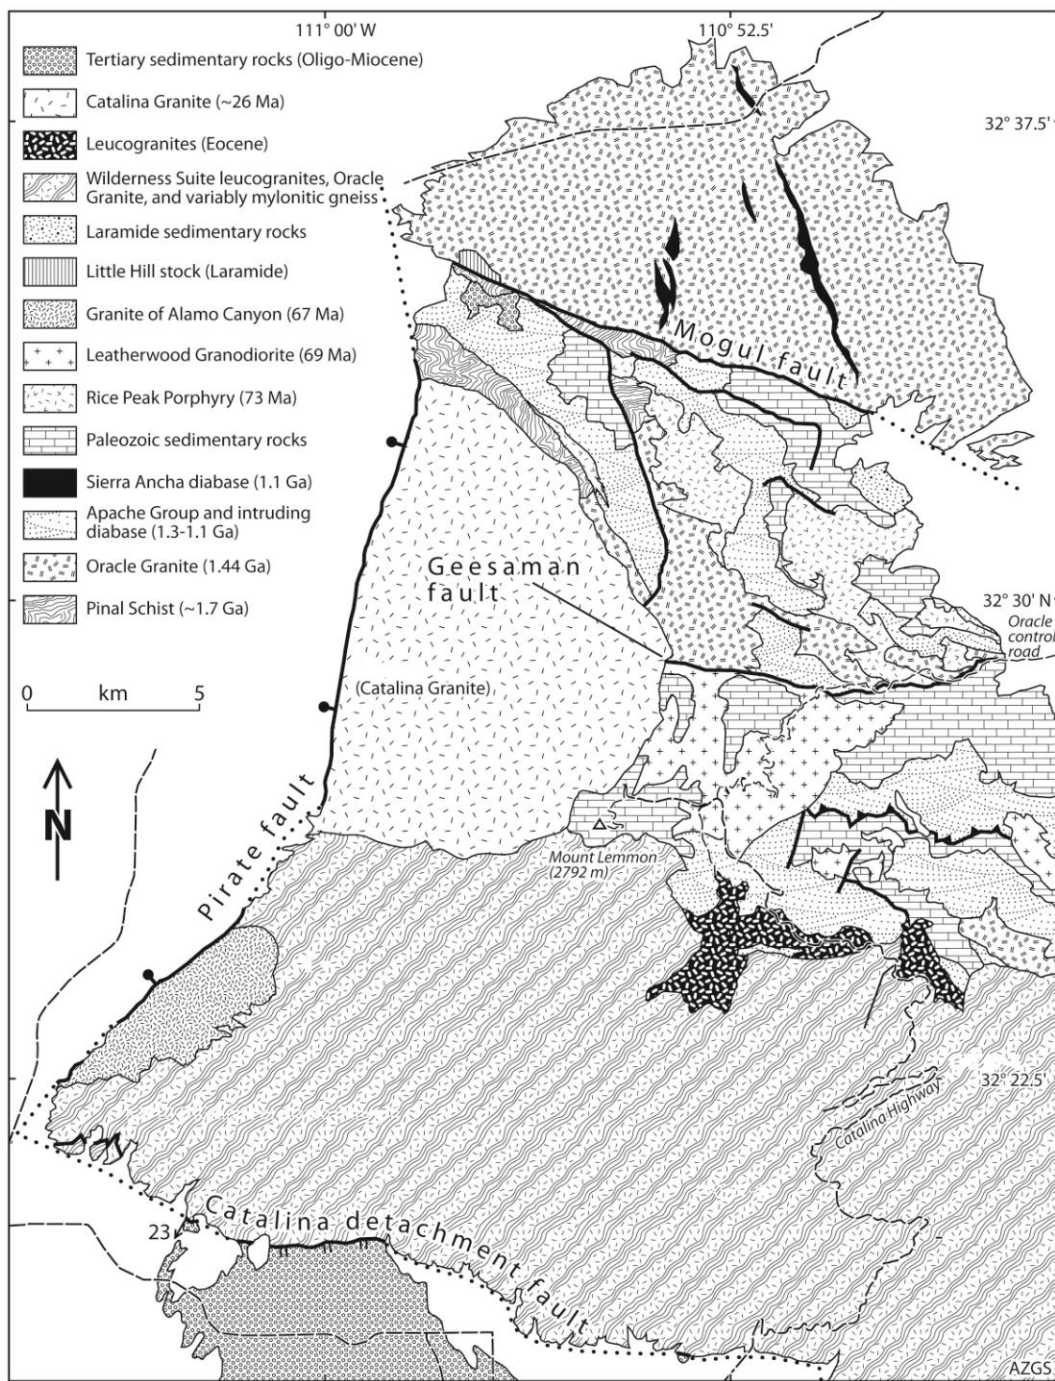 111° 00' W
110° 52.5'
Tertiary sedimentary rocks (Oligo-Miocene)
Catalina Granite (~26 Ma)
Leucogranites (Eocene)
Wilderness Suite leucogranites, Oracle
Granite, and variably mylonitic gneiss
Laramide sedimentary rocks
Little Hill stock (Laramide)
Granite of Alamo Canyon (67 Ma)
Leatherwood Granodiorite (69 Ma)
Rice Peak Porphyry (73 Ma)
Paleozoic sedimentary rocks
Sierra Ancha diabase (1.1 Ga)
Apache Group and intruding
diabase (1.3-1.1 Ga)
Oracle Granite (1.44 Ga)
Pinal Schist (~1.7 Ga)
0 km 5
N
32° 37.5'
Mogul fault
Geesaman
fault
32° 30' N
Oracle
control
road
(Catalina Granite)
Pirate fault
Mount Lemmon
(2792 m)
32° 22.5'
Catalina Highway
Catalina detachment fault
23
AZGS